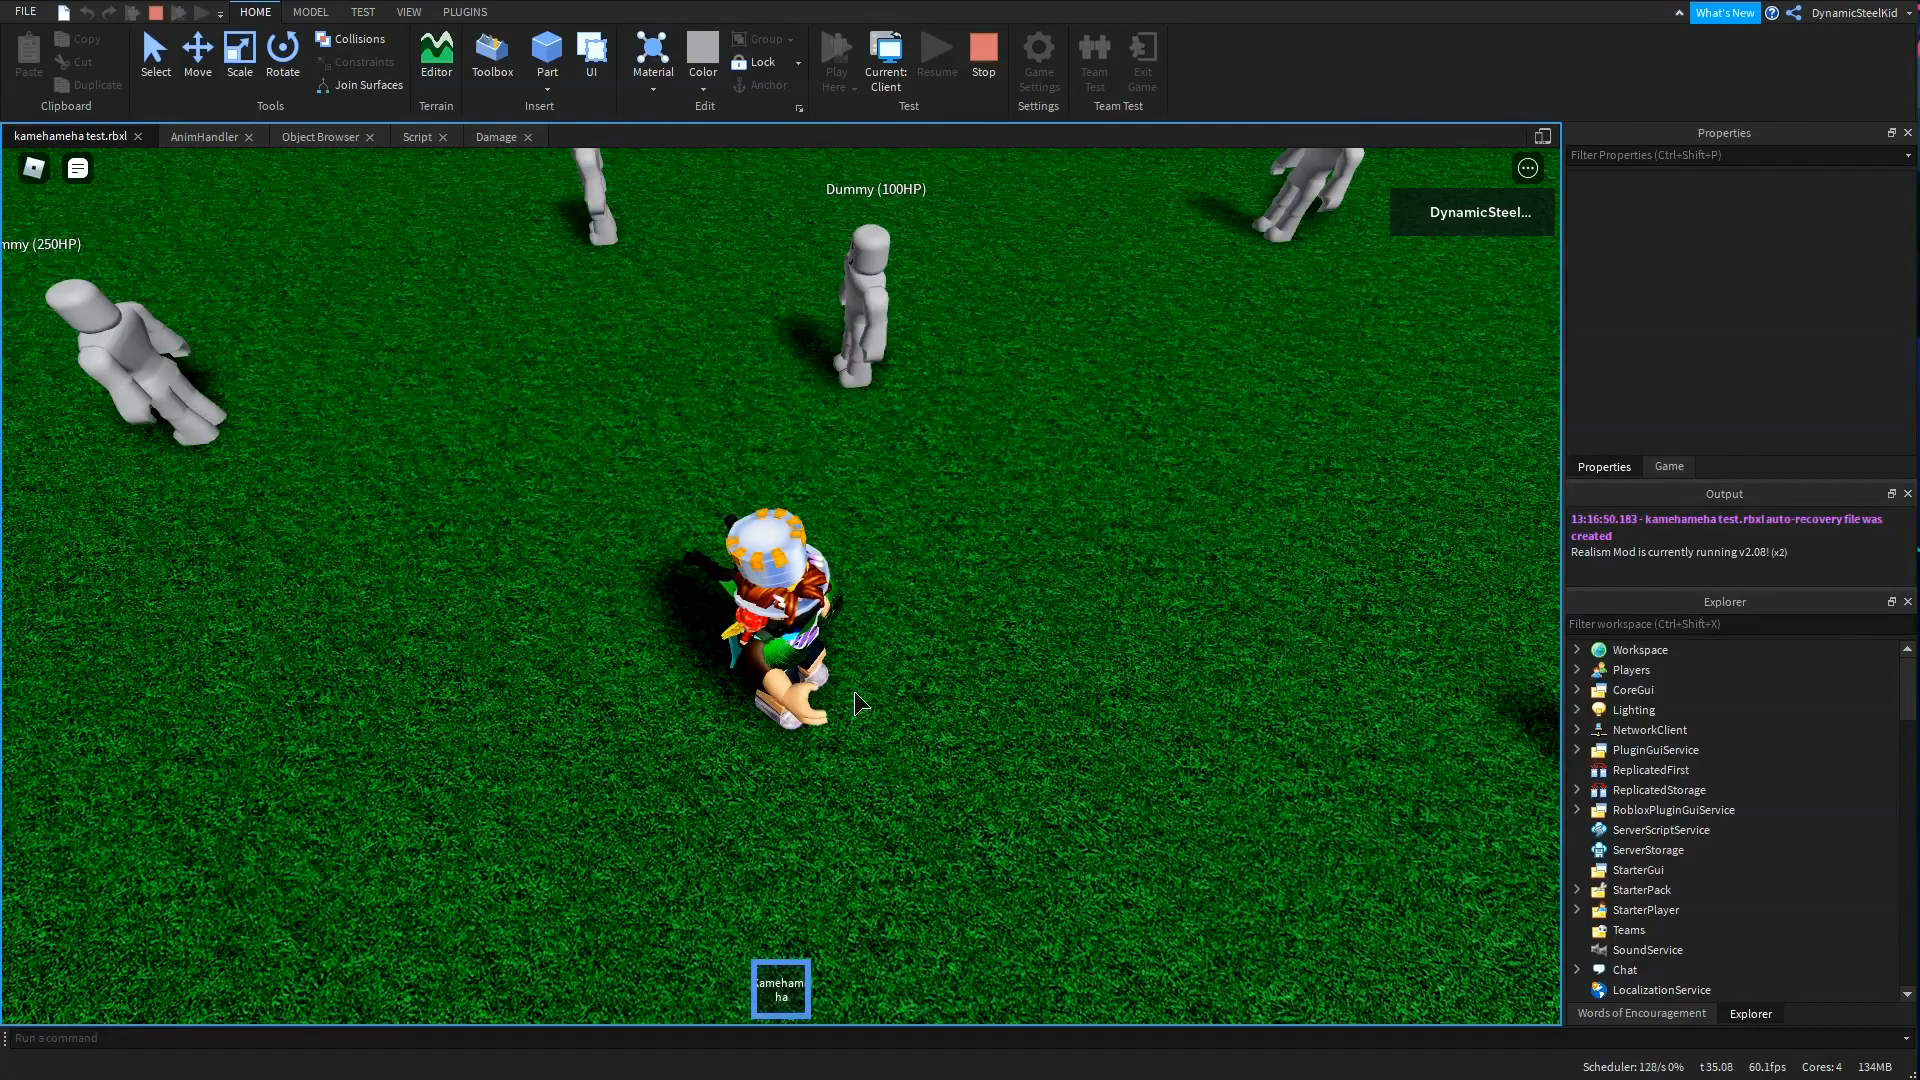 FILE HOME MODEL TEST VIEW PLUGINS What's New DynamicSteelKid
Paste Copy Cut Duplicate Clipboard
Select Move Scale Rotate Collisions Constraints Join Surfaces Tools
Editor Terrain
Toolbox Part UI Insert
Material Color Group Lock Anchor Edit
Play Here Current: Client Resume Stop Test
Game Settings Settings
Team Test Exit Game Team Test
kamehameha test.rbxl AnimHandler Object Browser Script Damage
Dummy (100HP)
mmy (250HP)
DynamicSteel...
Kameham
ha
Properties
Filter Properties (Ctrl+Shift+P)
Properties Game
Output
13:16:50.183 - kamehameha test.rbxl auto-recovery file was
created
Realism Mod is currently running v2.08! (x2)
Explorer
Filter workspace (Ctrl+Shift+X)
Workspace
Players
CoreGui
Lighting
NetworkClient
PluginGuiService
ReplicatedFirst
ReplicatedStorage
RobloxPluginGuiService
ServerScriptService
ServerStorage
StarterGui
StarterPack
StarterPlayer
Teams
SoundService
Chat
LocalizationService
Words of Encouragement Explorer
Run a command
Scheduler: 128/s 0% t 35.08 60.1fps Cores: 4 134MB